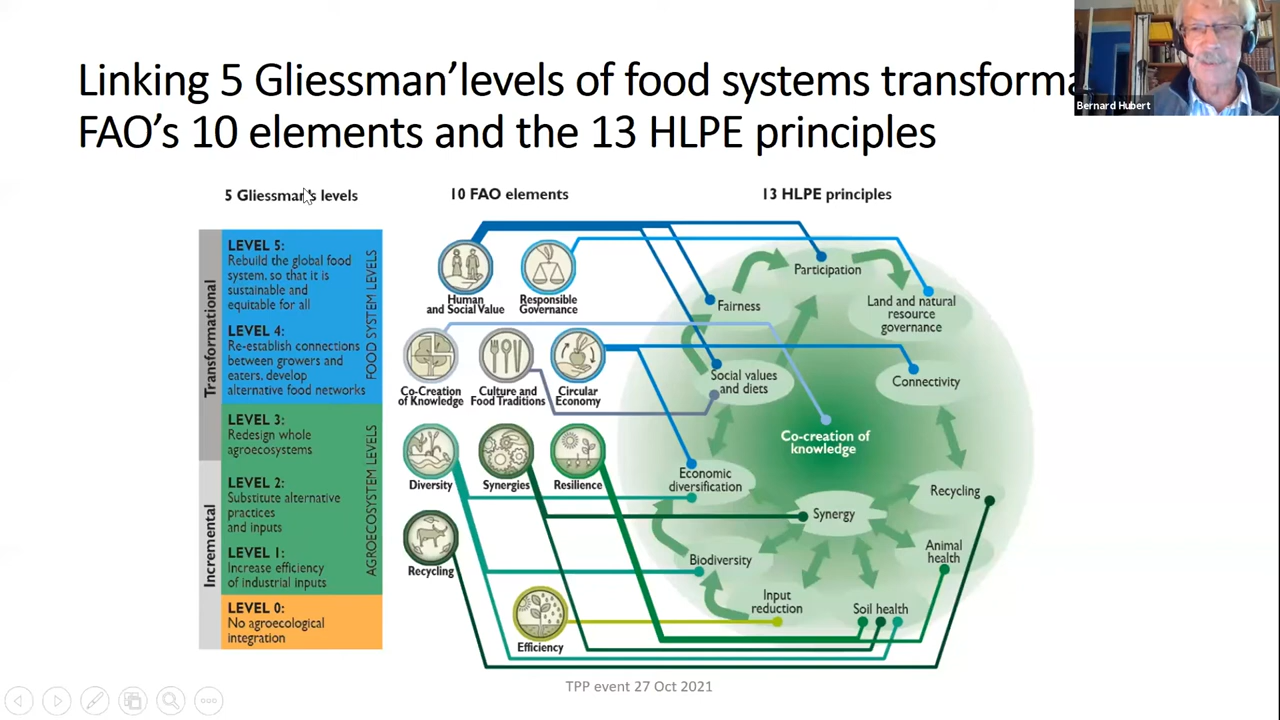 Linking 5 Gliessman’levels of food systems transforma
FAO’s 10 elements and the 13 HLPE principles
Bernard Hubert
5 Gliessman's levels
10 FAO elements
13 HLPE principles
Transformational
Incremental
LEVEL 5:
Rebuild the global food
system, so that it is
sustainable and
equitable for all
LEVEL 4:
Re-establish connections
between growers and
eaters, develop
alternative food networks
FOOD SYSTEM LEVELS
LEVEL 3:
Redesign whole
agroecosystems
LEVEL 2:
Substitute alternative
practices
and inputs
LEVEL 1:
Increase efficiency
of industrial inputs
AGROECOSYSTEM LEVELS
LEVEL 0:
No agroecological
integration
Human
and Social Value
Responsible
Governance
Co-Creation
of Knowledge
Culture and
Food Traditions
Circular
Economy
Diversity
Synergies
Resilience
Recycling
Efficiency
Participation
Fairness
Land and natural
resource
governance
Social values
and diets
Connectivity
Co-creation of
knowledge
Economic
diversification
Recycling
Synergy
Animal
health
Biodiversity
Input
reduction
Soil health
TPP event 27 Oct 2021